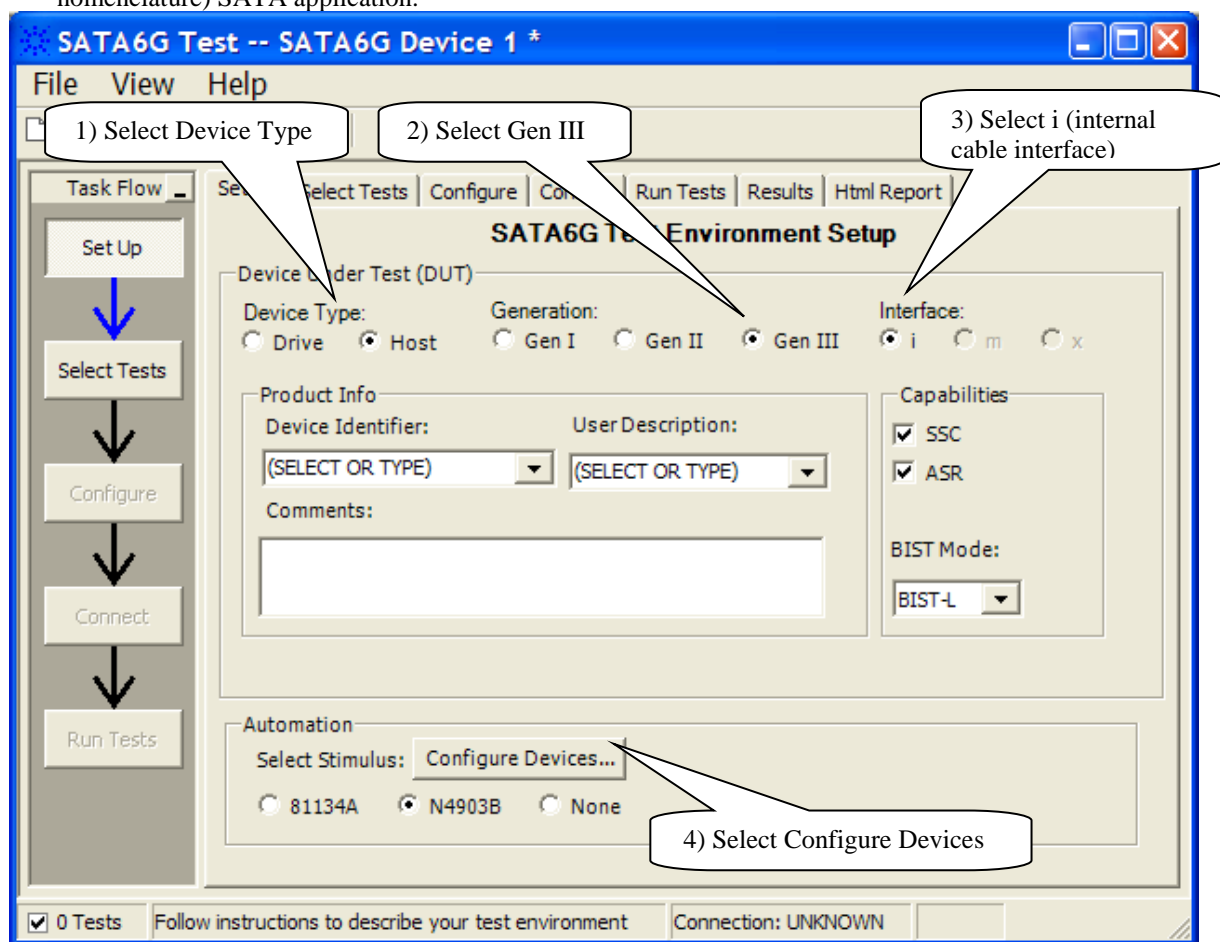 nomenclature) SATA application.
SATA6G Test -- SATA6G Device 1 *
File View Help
1) Select Device Type
2) Select Gen III
3) Select i (internal
cable interface)
Task Flow
Select Tests
Configure
Run Tests
Results
Html Report
Set Up
Select Tests
Configure
Connect
Run Tests
SATA6G Environment Setup
Device Under Test (DUT)
Device Type:
Drive Host
Generation:
Gen I Gen II Gen III
Interface:
i m x
Product Info
Device Identifier:
(SELECT OR TYPE)
User Description:
(SELECT OR TYPE)
Comments:
Capabilities
SSC
ASR
BIST Mode:
BIST-L
Automation
Select Stimulus: Configure Devices...
81134A N4903B None
4) Select Configure Devices
0 Tests Follow instructions to describe your test environment Connection: UNKNOWN